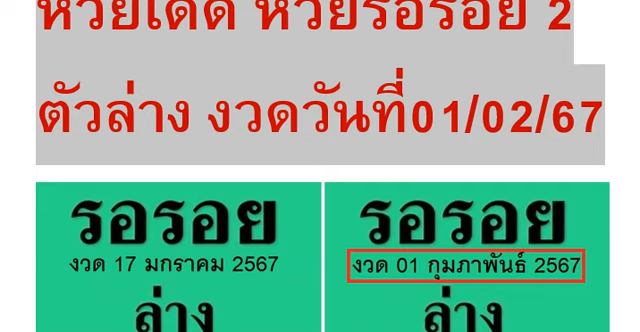 หวยเด็ด หวยรอรอย 2
ตัวล่าง งวดวันที่01/02/67
รอรอย
งวด 17 มกราคม 2567
ล่าง
รอรอย
งวด 01 กุมภาพันธ์ 2567
ล่าง